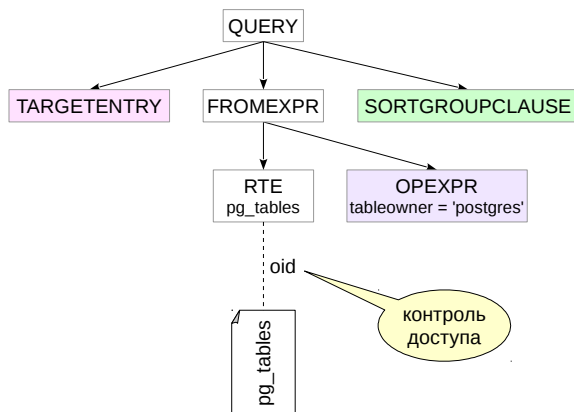 QUERY
TARGETENTRY
FROMEXPR
SORTGROUPCLAUSE
RTE
pg_tables
OPEXPR
tableowner = 'postgres'
oid
контроль
доступа
pg_tables